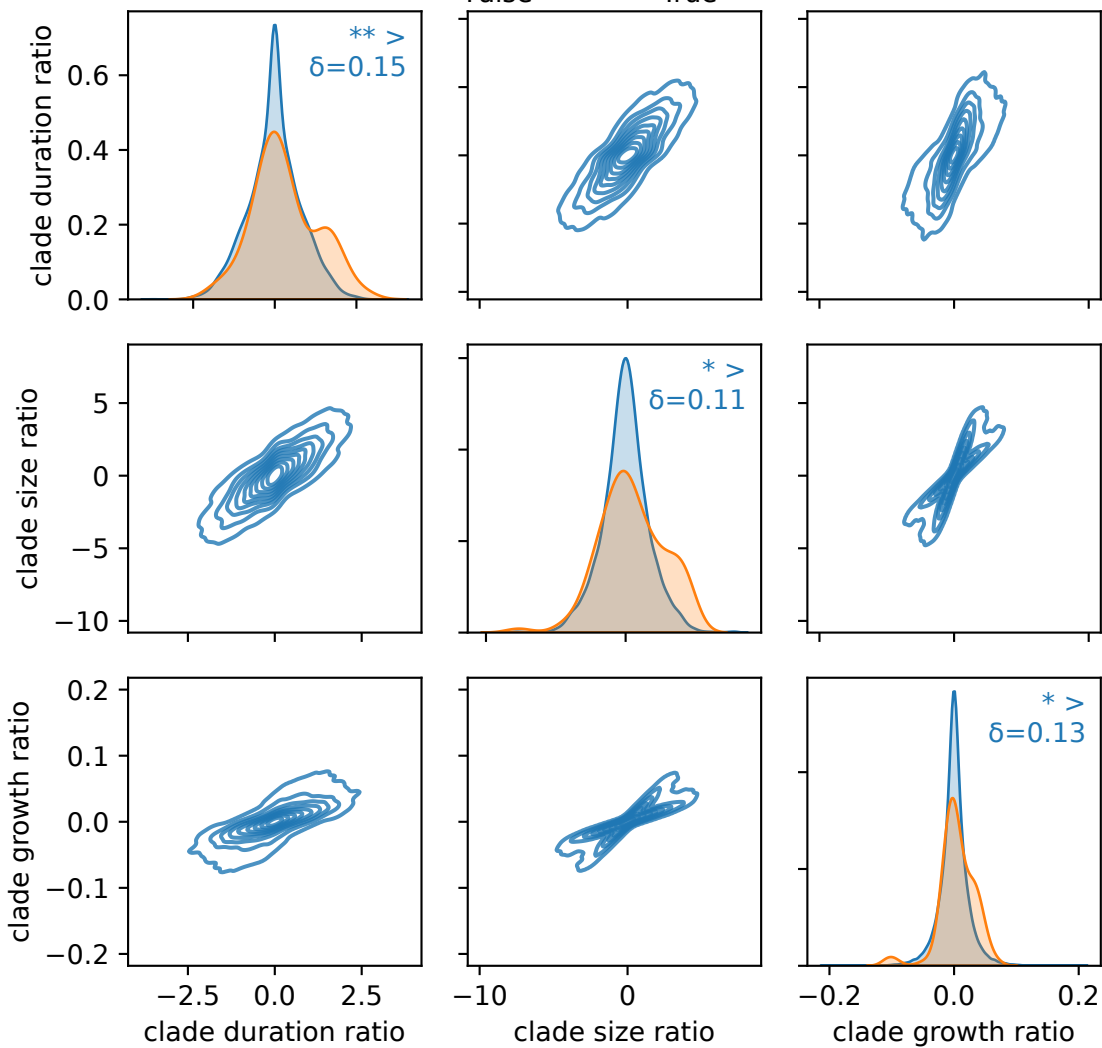 ** >
δ=0.15
clade duration ratio
0.6
0.4
0.2
0.0
* >
δ=0.11
clade size ratio
5
0
−5
−10
* >
δ=0.13
clade growth ratio
0.2
0.1
0.0
−0.1
−0.2
−2.5 0.0 2.5
−10 0
−0.2 0.0 0.2
clade duration ratio
clade size ratio
clade growth ratio